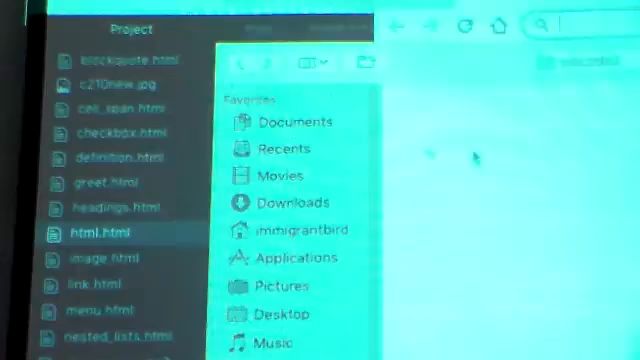 Project
blockquote.html
c210new.jpg
cell_span.html
checkbox.html
definition.html
greet.html
headings.html
html.html
image.html
link.html
menu.html
nested_lists.html
Favorites
Documents
Recents
Movies
Downloads
immigrantbird
Applications
Pictures
Desktop
Music